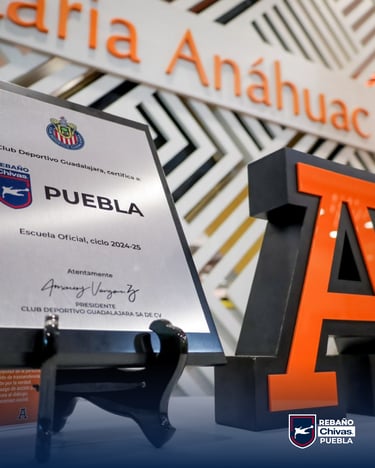 aria Anáhuac
Club Deportivo Guadalajara, certifica a:
REBAÑO
Chivas.
PUEBLA
Escuela Oficial, ciclo 2024-25
Atentamente
PRESIDENTE
CLUB DEPORTIVO GUADALAJARA SA DE CV
A
A
REBAÑO
Chivas.
PUEBLA